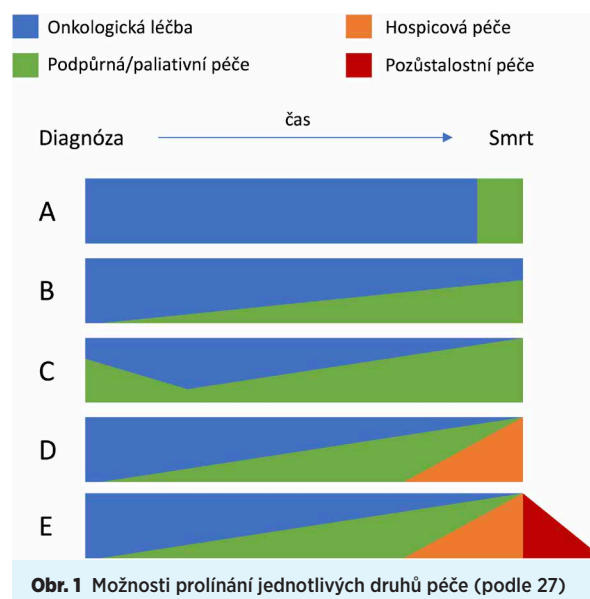 Onkologická léčba
Hospicová péče
Podpůrná/paliativní péče
Pozůstalostní péče
čas
Diagnóza
Smrt
A
B
C
D
E
Obr. 1 Možnosti prolínání jednotlivých druhů péče (podle 27)